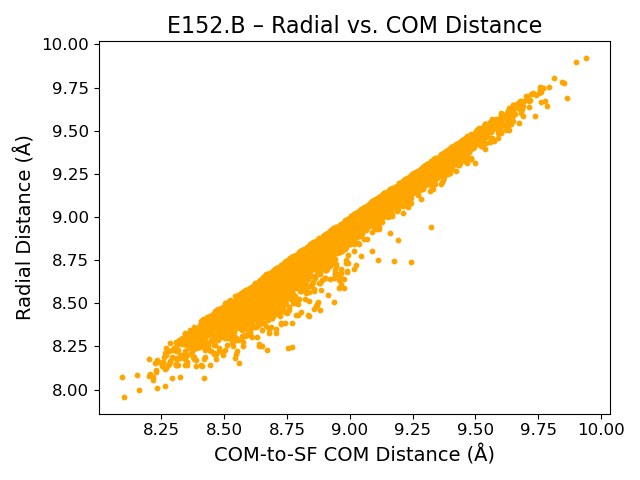 E152.B – Radial vs. COM Distance
Radial Distance (Å)
10.00
9.75
9.50
9.25
9.00
8.75
8.50
8.25
8.00
8.25 8.50 8.75 9.00 9.25 9.50 9.75 10.00
COM-to-SF COM Distance (Å)